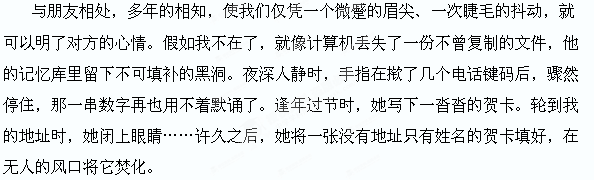 与朋友相处，多年的相知，使我们仅凭一个微蹙的眉尖、一次睫毛的抖动，就
可以明了对方的心情。假如我不在了，就像计算机丢失了一份不曾复制的文件，他
的记忆库里留下不可填补的黑洞。夜深人静时，手指在揿了几个电话键码后，骤然
停住，那一串数字再也用不着默诵了。逢年过节时，她写下一沓沓的贺卡。轮到我
的地址时，她闭上眼睛……许久之后，她将一张没有地址只有姓名的贺卡填好，在
无人的风口将它焚化。